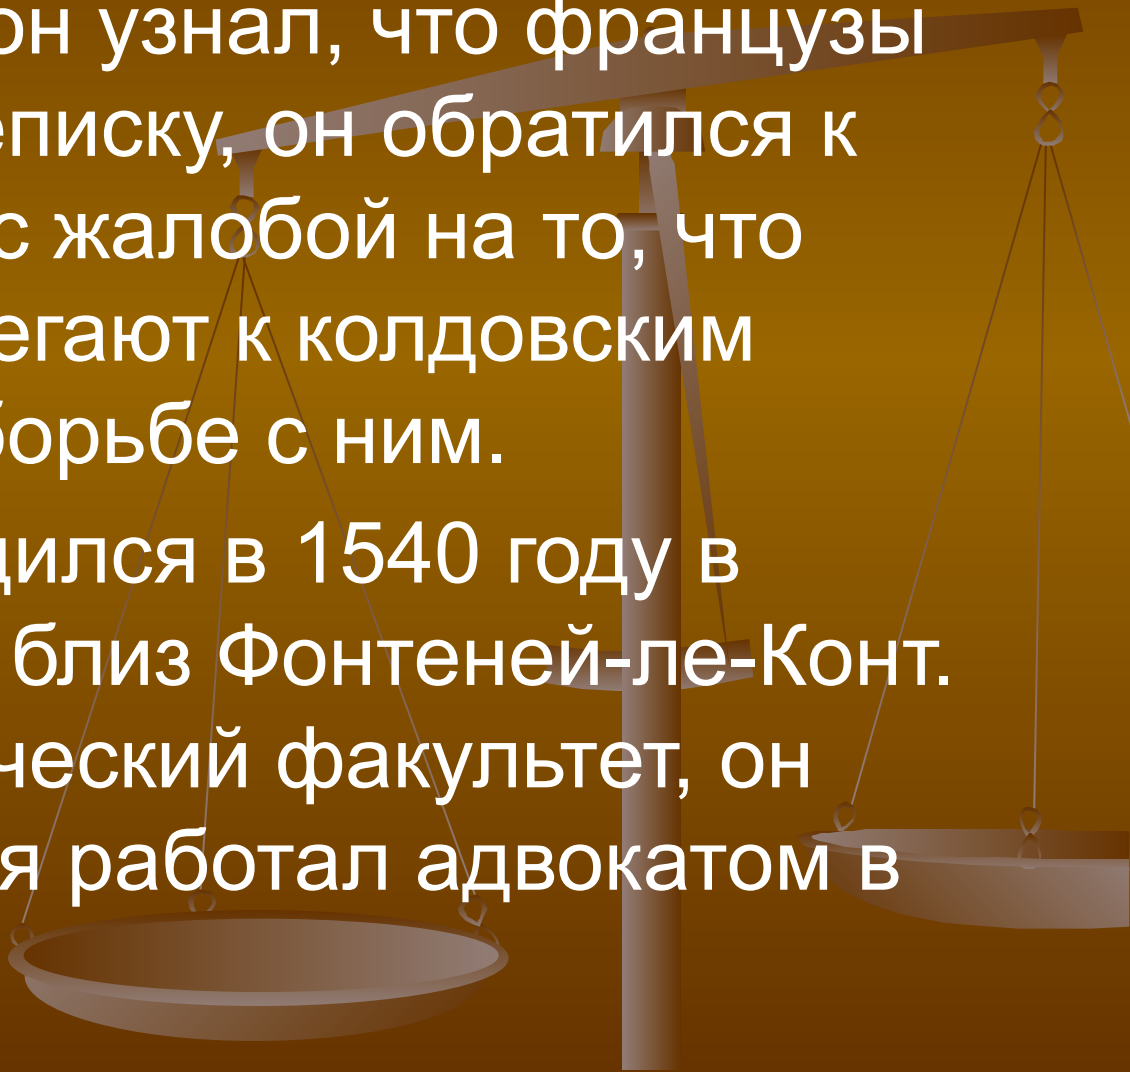 он узнал, что французы
еписку, он обратился к
с жалобой на то, что
егают к колдовским
борьбе с ним.
дился в 1540 году в
близ Фонтеней-ле-Конт.
ческий факультет, он
я работал адвокатом в